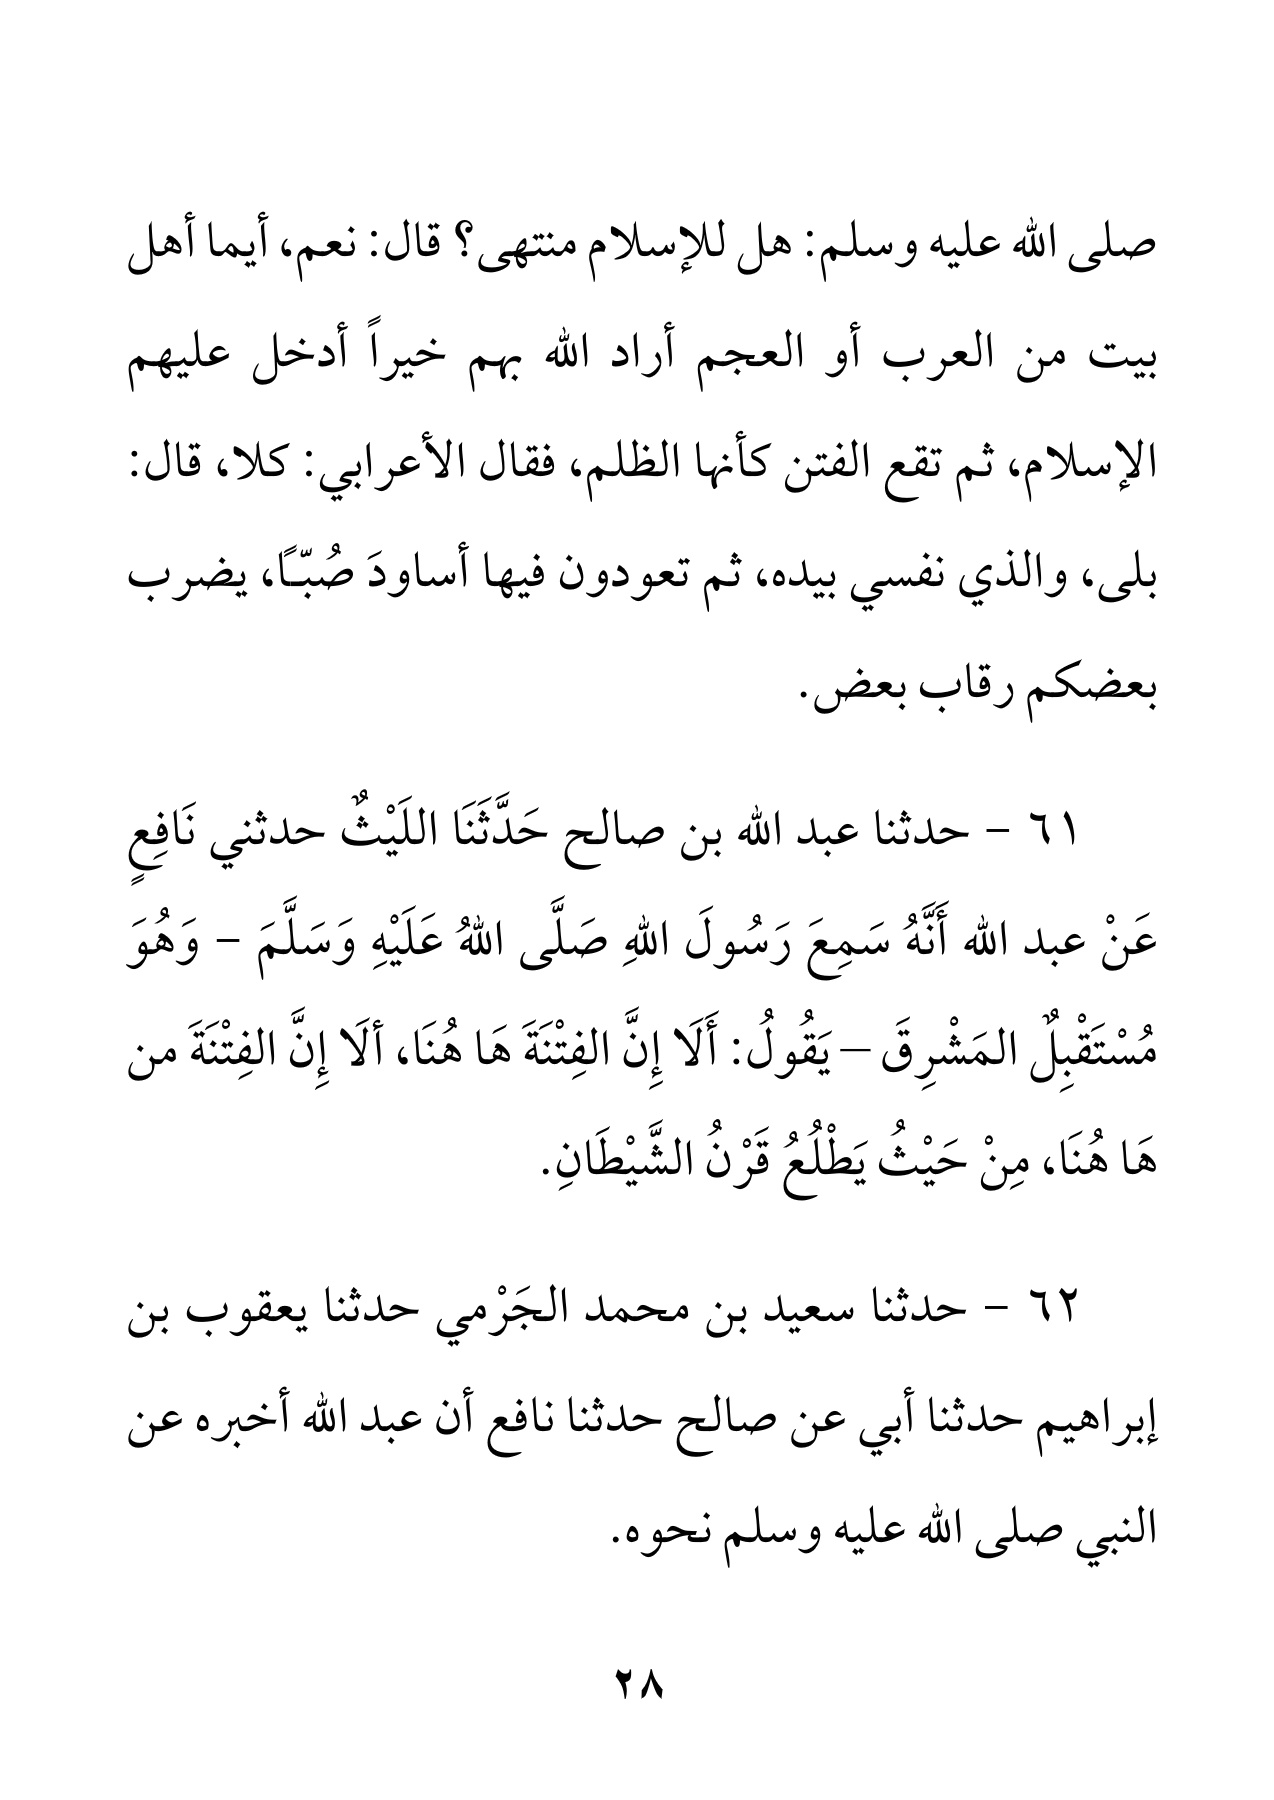 صلى الله عليه وسلم: هل للإسلام منتهى؟ قال: نعم، أيما أهل
بيت من العرب أو العجم أراد الله بهم خيراً أدخل عليهم
الإسلام، ثم تقع الفتن كأنها الظلم، فقال الأعرابي: كلا، قال:
بلى، والذي نفسي بيده، ثم تعودون فيها أساودَ صُبّـًا، يضرب
بعضكم رقاب بعض.
٦١ – حدثنا عبد الله بن صالح حَدَّثَنَا اللَيْثٌ حدثني نَافِعٍ
عَنْ عبد الله أَنَّهُ سَمِعَ رَسُولَ اللهِ صَلَّى اللهُ عَلَيْهِ وَسَلَّمَ – وَهُوَ
مُسْتَقْبِلٌ المَشْرِقَ – يَقُولُ: أَلَا إِنَّ الفِتْنَةَ هَا هُنَا، ألَا إِنَّ الفِتْنَةَ من
هَا هُنَا، مِنْ حَيْثُ يَطْلُعُ قَرْنُ الشَّيْطَانِ.
٦٢ – حدثنا سعيد بن محمد الجَرْمي حدثنا يعقوب بن
إبراهيم حدثنا أبي عن صالح حدثنا نافع أن عبد الله أخبره عن
النبي صلى الله عليه وسلم نحوه.
٢٨